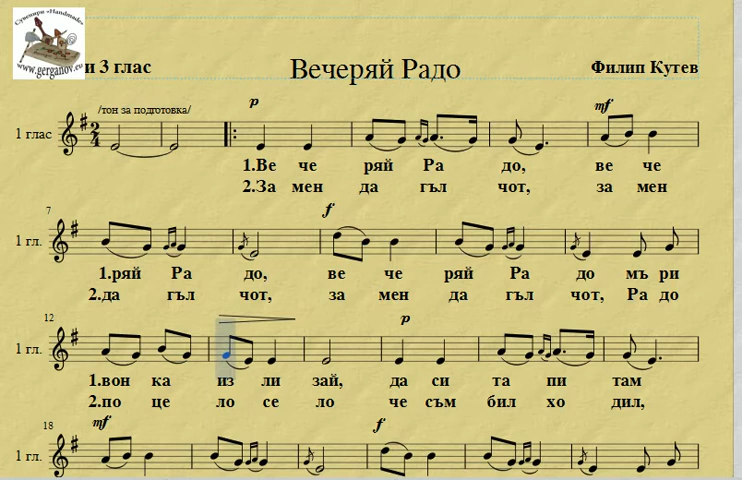 Сувенири «Handmade»
www.gerganov.eu
и 3 глас
Вечеряй Радо
Филип Кутев
/тон за подготовка/
p
mf
1 глас
2
4
1.Ве че ряй Ра до, ве че
2.За мен да гъл чот, за мен
7
f
1 гл.
1.ряй Ра до, ве че ряй Ра до мъ ри
2.да гъл чот, за мен да гъл чот, Ра до
12
p
1 гл.
1.вон ка из ли зай, да си та пи там
2.по це ло се ло че съм бил хо дил,
18
mf
f
1 гл.